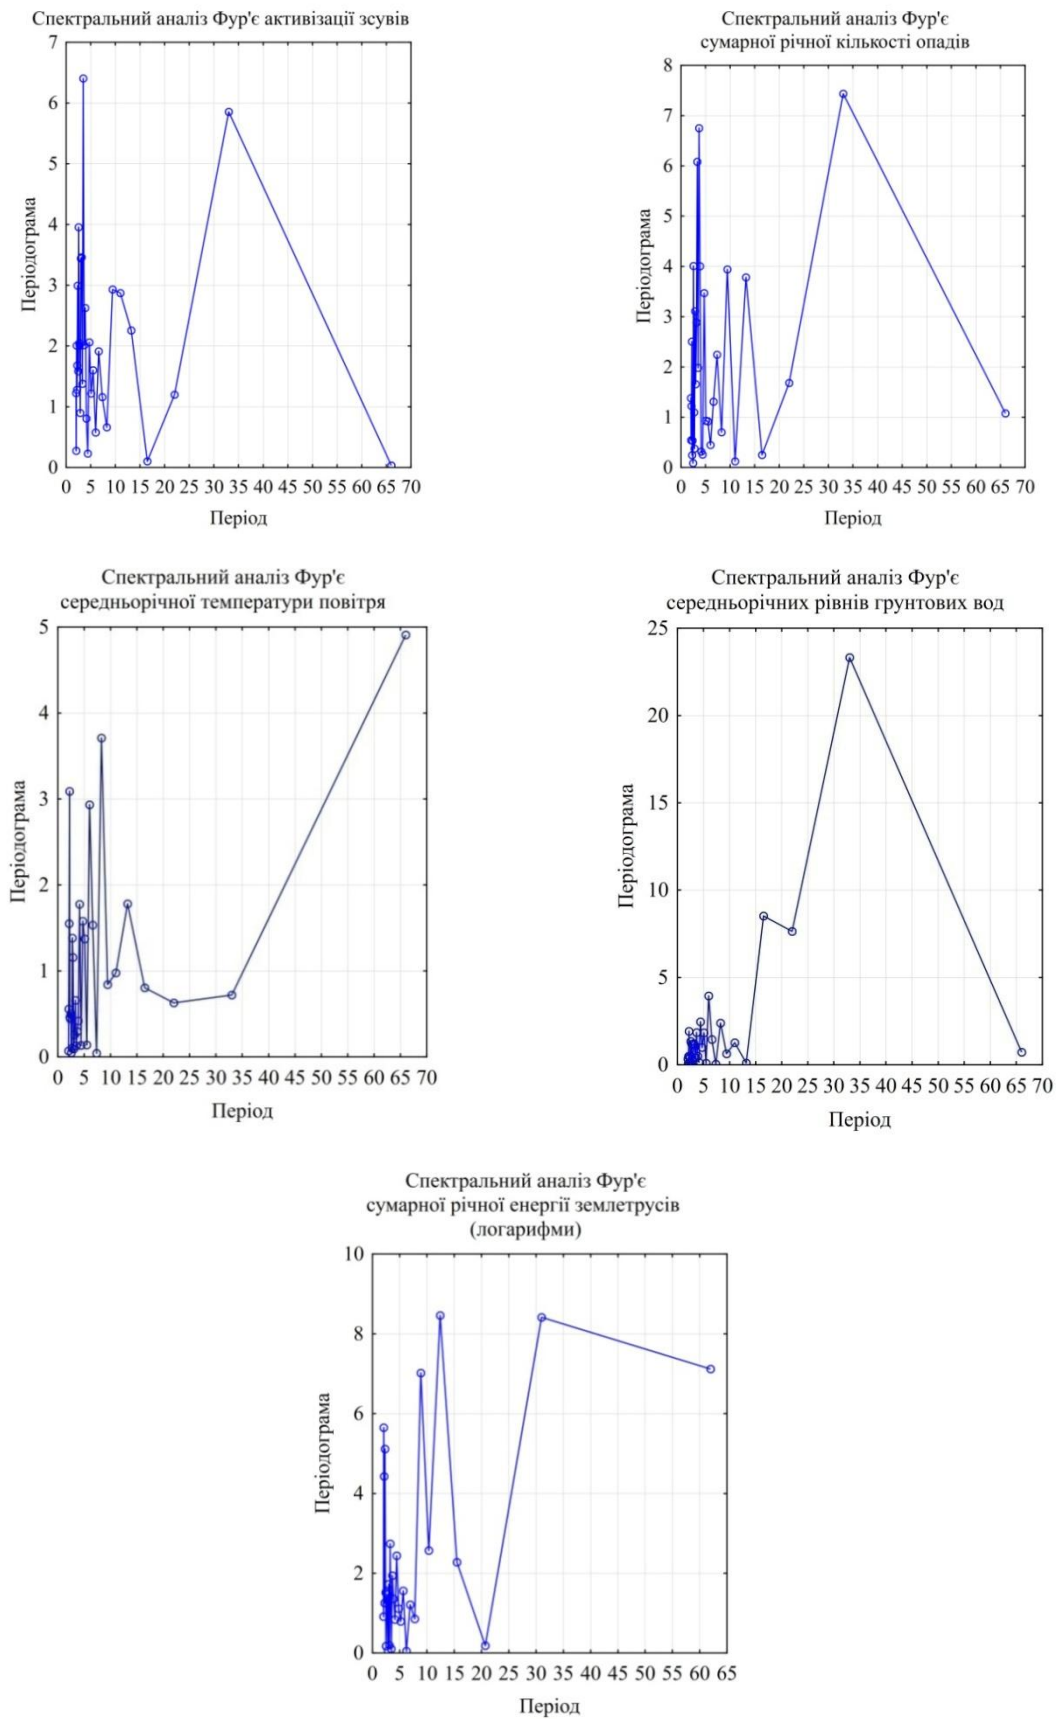 Спектральний аналіз Фур'є активізації зсувів
7
6
5
4
3
2
1
0
Періодограма
0 5 10 15 20 25 30 35 40 45 50 55 60 65 70
Період
Спектральний аналіз Фур'є
сумарної річної кількості опадів
8
7
6
5
4
3
2
1
0
Періодограма
0 5 10 15 20 25 30 35 40 45 50 55 60 65 70
Період
Спектральний аналіз Фур'є
середньорічної температури повітря
5
4
3
2
1
0
Періодограма
0 5 10 15 20 25 30 35 40 45 50 55 60 65 70
Період
Спектральний аналіз Фур'є
середньорічних рівнів грунтових вод
25
20
15
10
5
0
Періодограма
0 5 10 15 20 25 30 35 40 45 50 55 60 65 70
Період
Спектральний аналіз Фур'є
сумарної річної енергії землетрусів
(логарифми)
10
8
6
4
2
0
Періодограма
0 5 10 15 20 25 30 35 40 45 50 55 60 65
Період